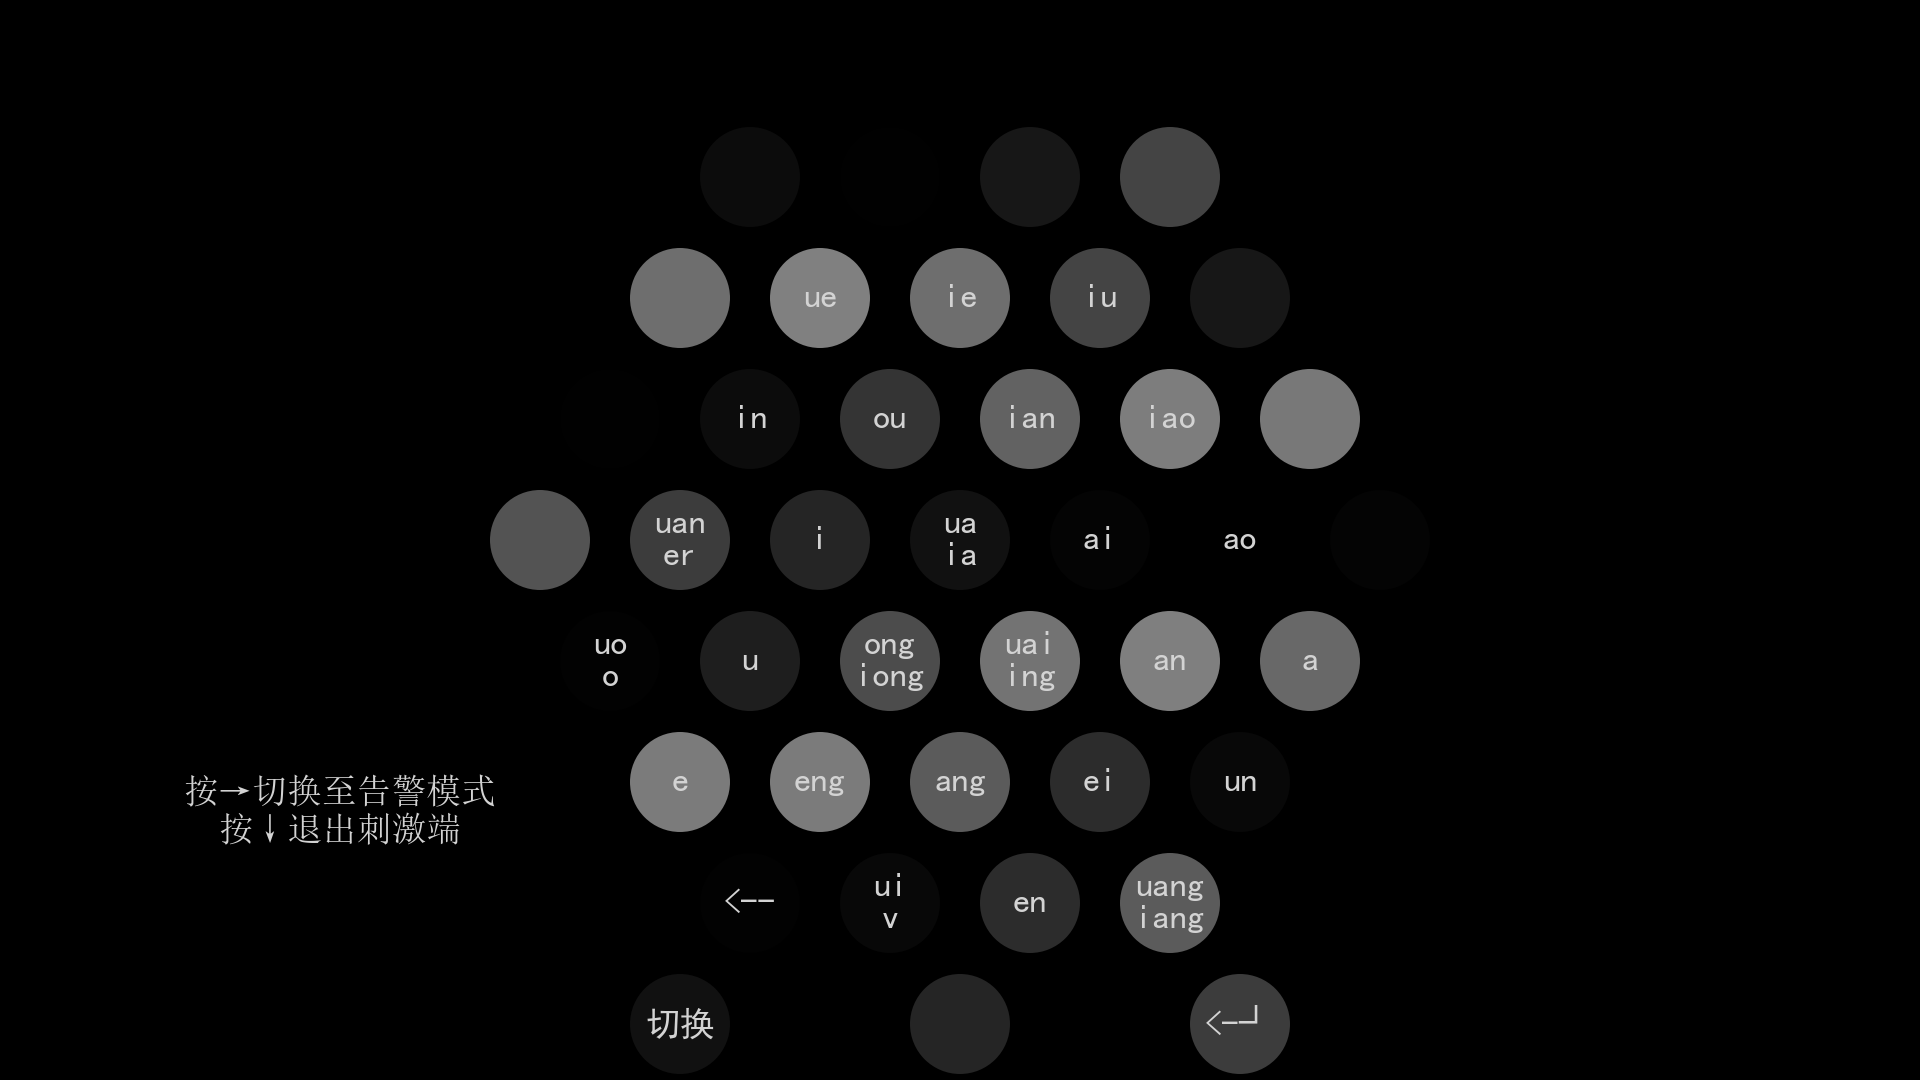 ue
ie
iu
in
ou
ian
iao
uan
er
i
ua
ia
ai
ao
uo
o
u
ong
iong
uai
ing
an
a
e
eng
ang
ei
un
按→切换至告警模式
按↓退出刺激端
<--
ui
v
en
uang
iang
切换
<-┘